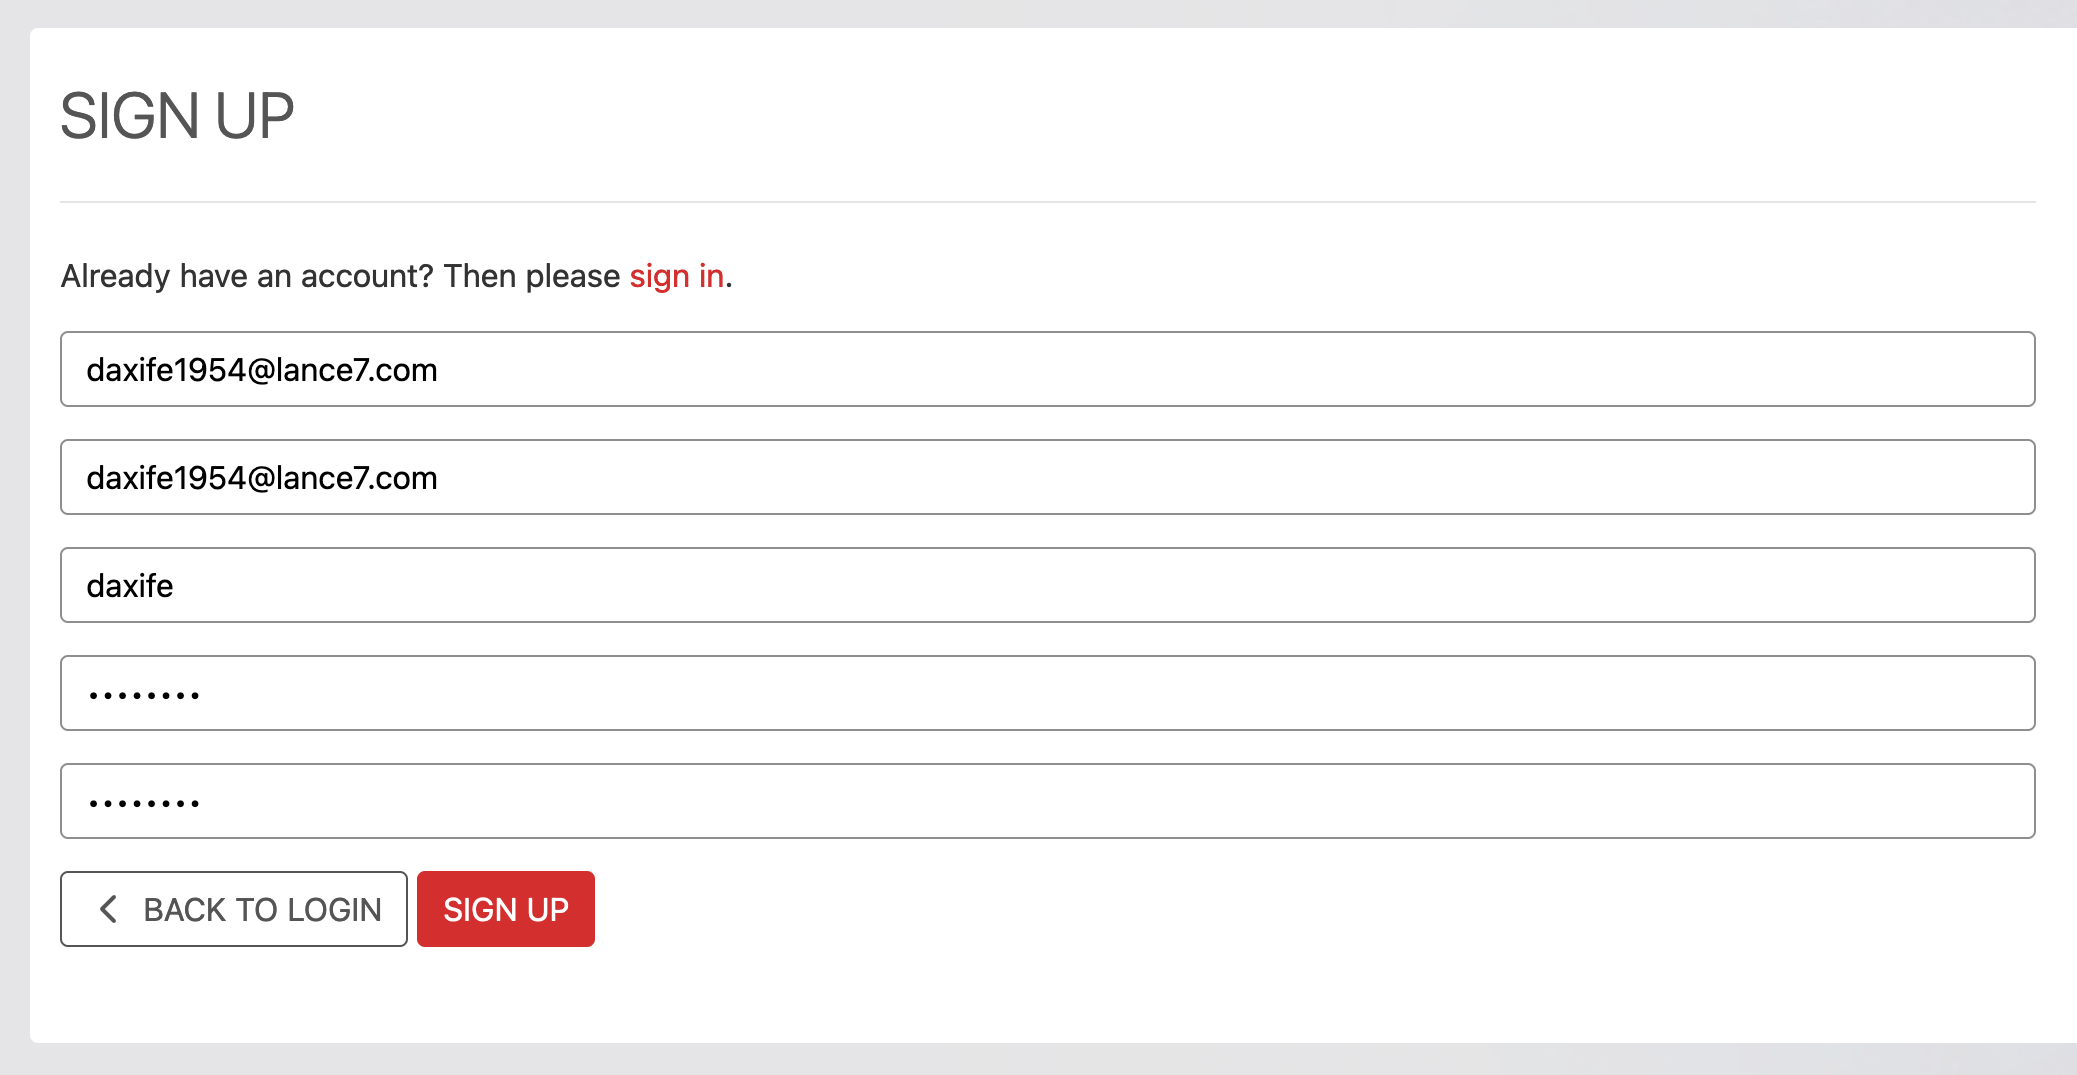 SIGN UP
Already have an account? Then please sign in.
daxife1954@lance7.com
daxife1954@lance7.com
daxife
••••••••
••••••••
BACK TO LOGIN
SIGN UP